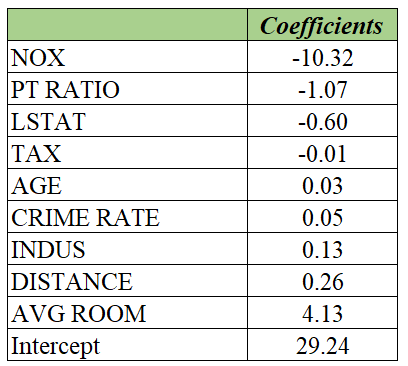 Coefficients
NOX -10.32
PT RATIO -1.07
LSTAT -0.60
TAX -0.01
AGE 0.03
CRIME RATE 0.05
INDUS 0.13
DISTANCE 0.26
AVG ROOM 4.13
Intercept 29.24